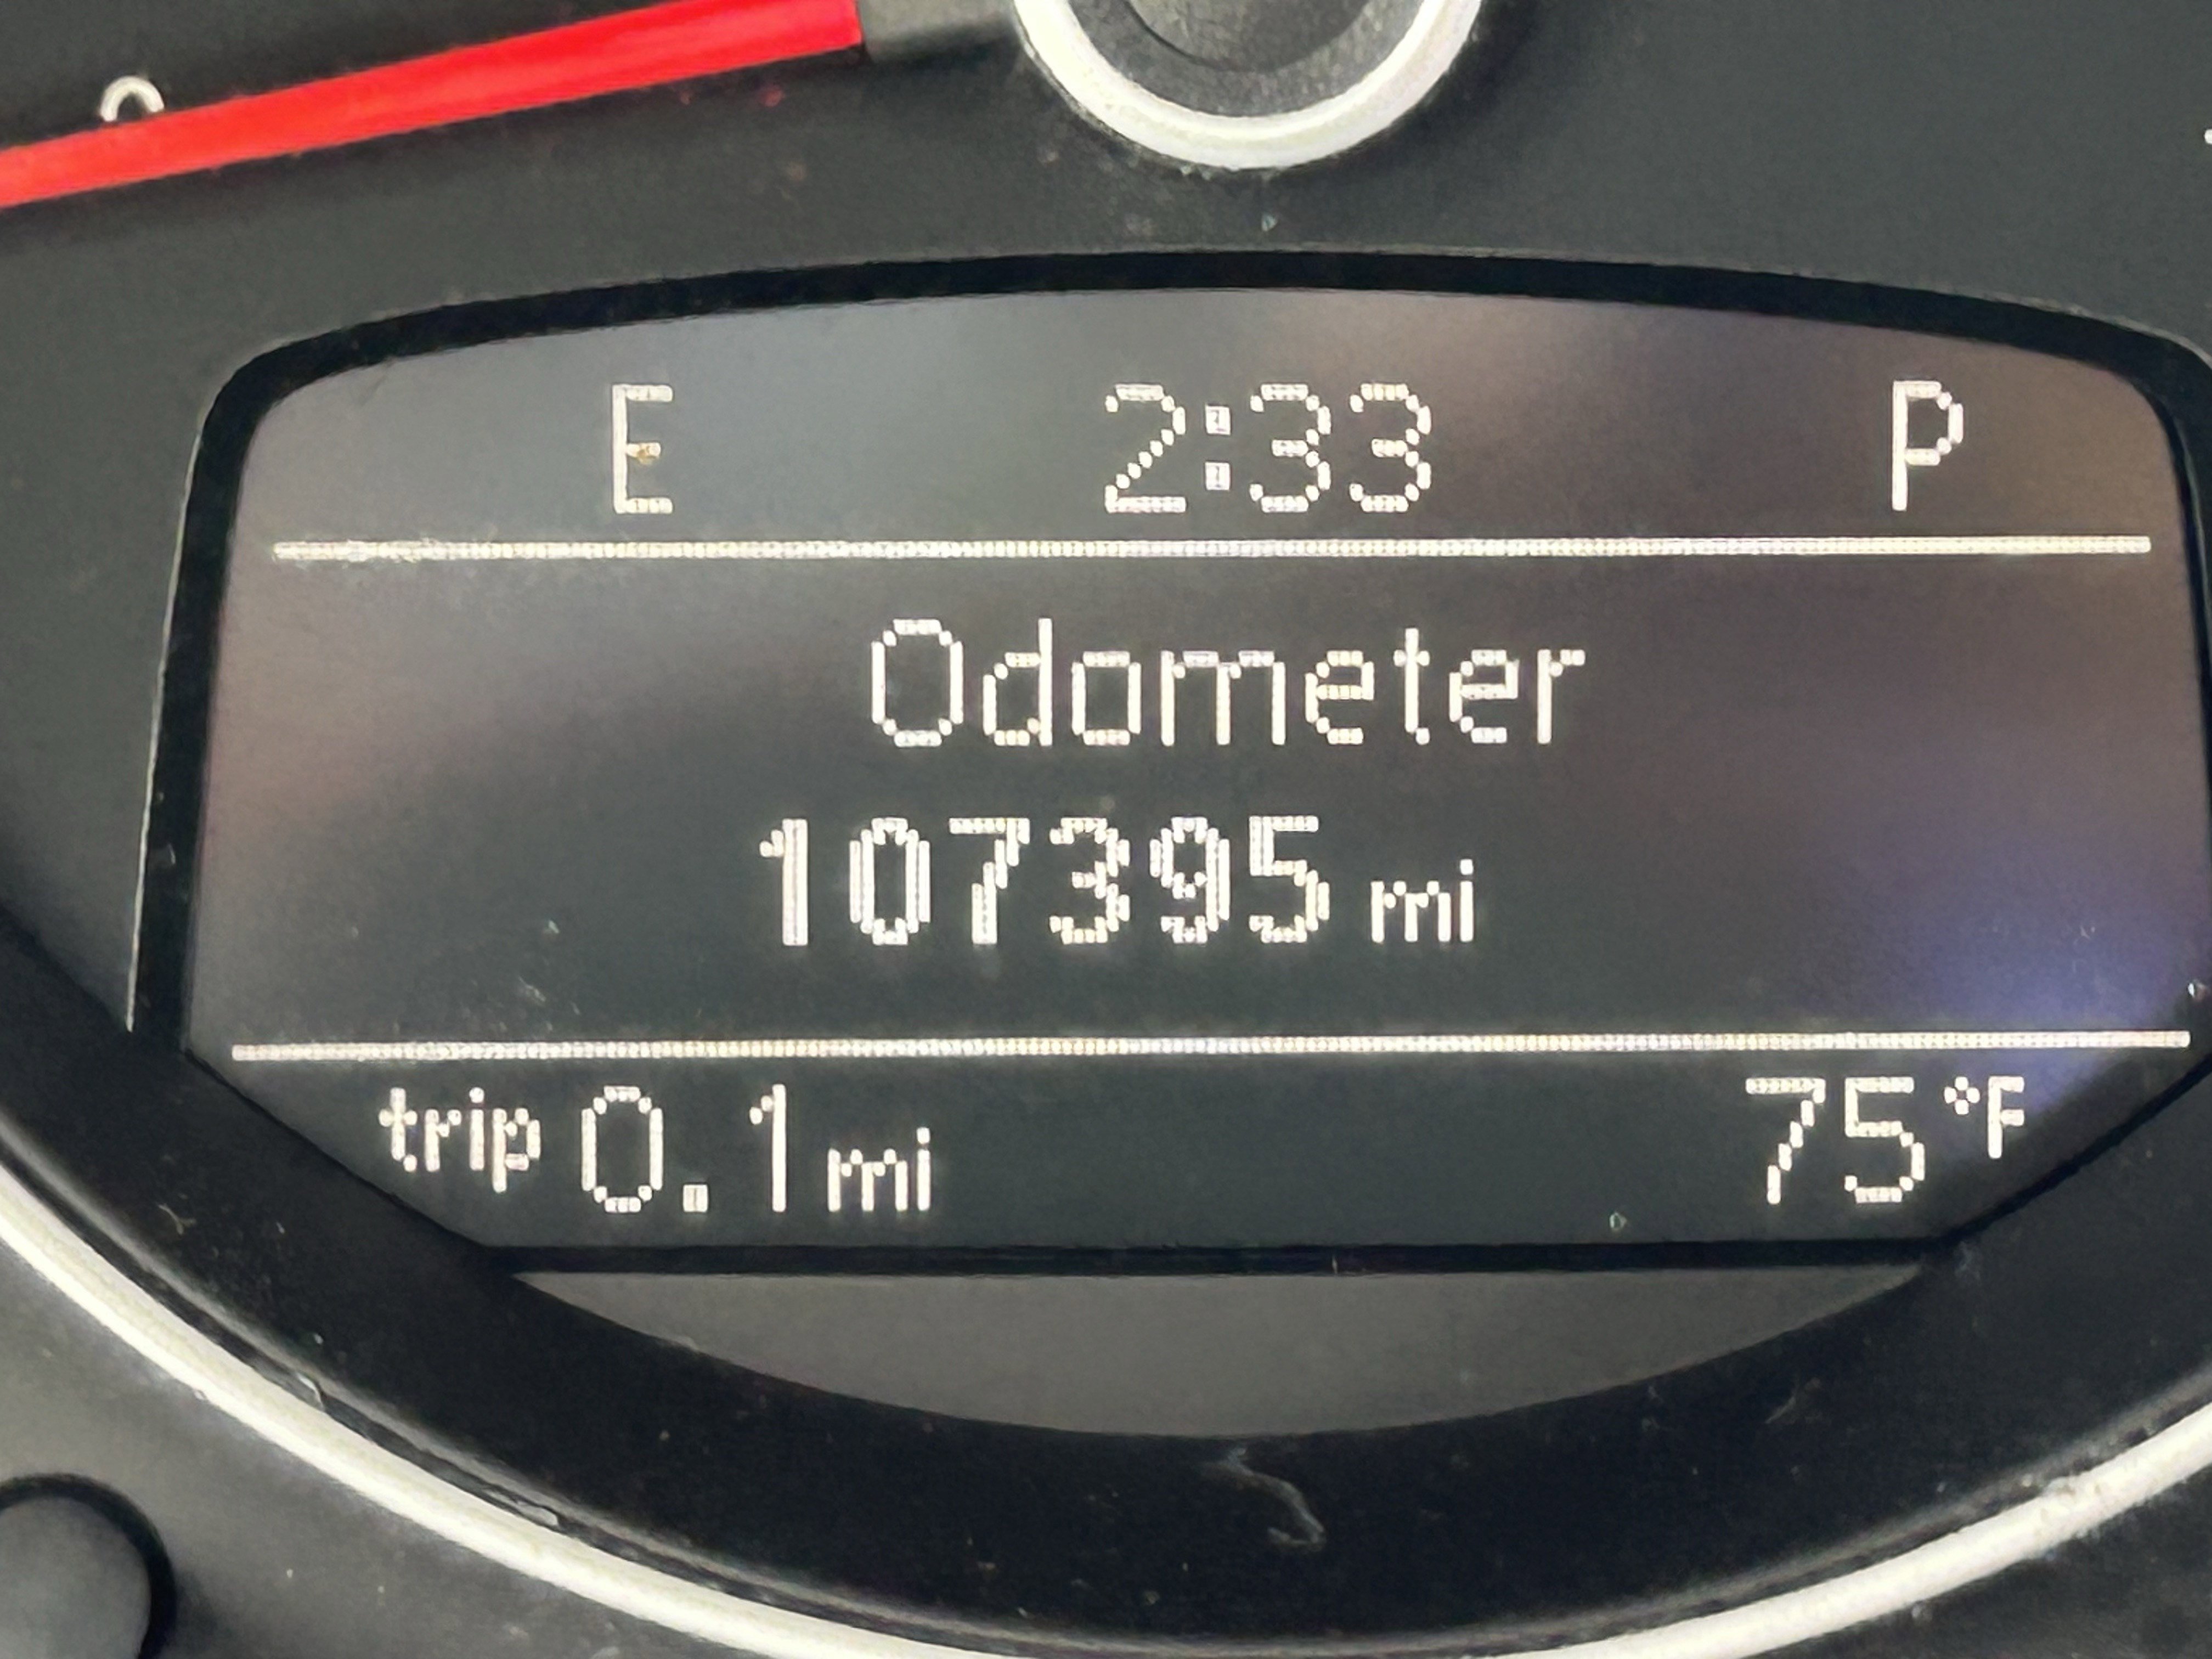 E 2:33 P
Odometer
107395 mi
trip 0.1 mi 75°F